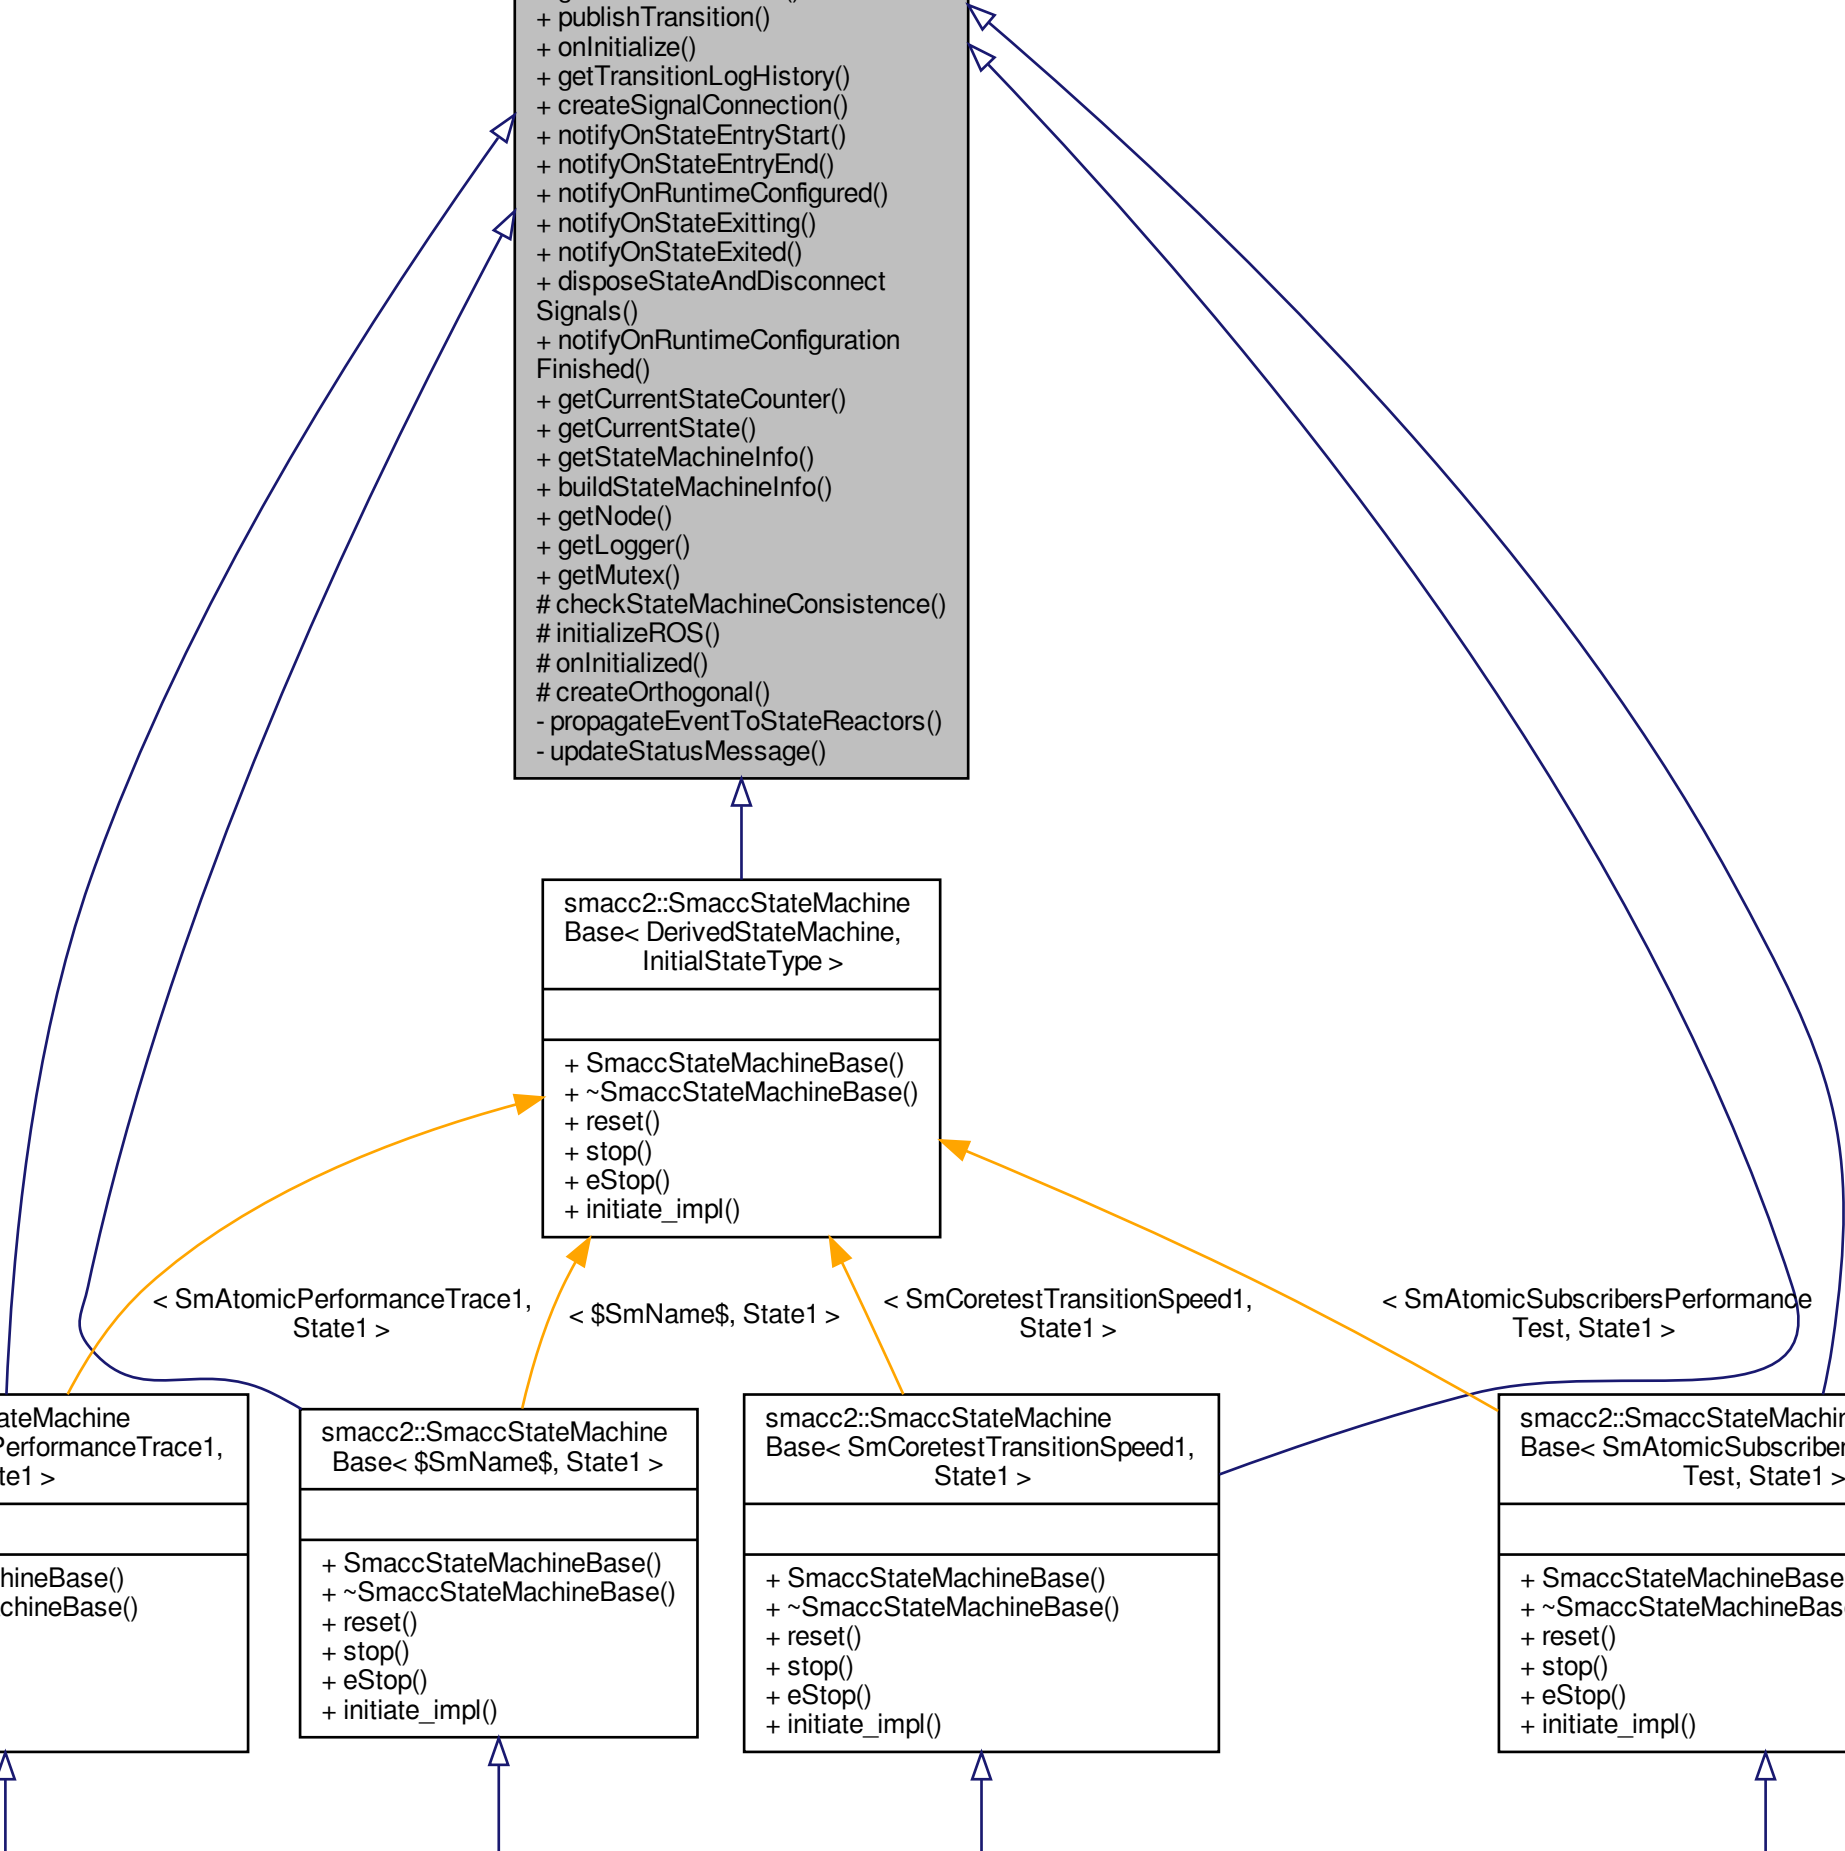 + publishTransition()
+ onInitialize()
+ getTransitionLogHistory()
+ createSignalConnection()
+ notifyOnStateEntryStart()
+ notifyOnStateEntryEnd()
+ notifyOnRuntimeConfigured()
+ notifyOnStateExitting()
+ notifyOnStateExited()
+ disposeStateAndDisconnect
Signals()
+ notifyOnRuntimeConfiguration
Finished()
+ getCurrentStateCounter()
+ getCurrentState()
+ getStateMachineInfo()
+ buildStateMachineInfo()
+ getNode()
+ getLogger()
+ getMutex()
# checkStateMachineConsistence()
# initializeROS()
# onInitialized()
# createOrthogonal()
- propagateEventToStateReactors()
- updateStatusMessage()
smacc2::SmaccStateMachine
Base< DerivedStateMachine,
InitialStateType >
+ SmaccStateMachineBase()
+ ~SmaccStateMachineBase()
+ reset()
+ stop()
+ eStop()
+ initiate_impl()
< SmAtomicPerformanceTrace1,
State1 >
< $SmName$, State1 >
< SmCoretestTransitionSpeed1,
State1 >
< SmAtomicSubscribersPerformance
Test, State1 >
ateMachine
PerformanceTrace1,
te1 >
hineBase()
chineBase()
smacc2::SmaccStateMachine
Base< $SmName$, State1 >
+ SmaccStateMachineBase()
+ ~SmaccStateMachineBase()
+ reset()
+ stop()
+ eStop()
+ initiate_impl()
smacc2::SmaccStateMachine
Base< SmCoretestTransitionSpeed1,
State1 >
+ SmaccStateMachineBase()
+ ~SmaccStateMachineBase()
+ reset()
+ stop()
+ eStop()
+ initiate_impl()
smacc2::SmaccStateMachin
Base< SmAtomicSubscriber
Test, State1 >
+ SmaccStateMachineBase
+ ~SmaccStateMachineBas
+ reset()
+ stop()
+ eStop()
+ initiate_impl()